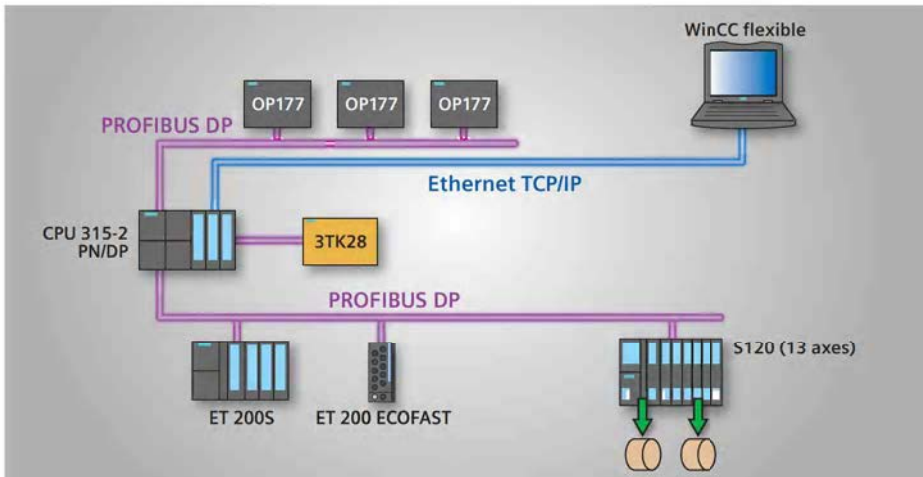 WinCC flexible
OP177
OP177
OP177
PROFIBUS DP
Ethernet TCP/IP
CPU 315-2
PN/DP
3TK28
PROFIBUS DP
S120 (13 axes)
ET 200S
ET 200 ECOFAST